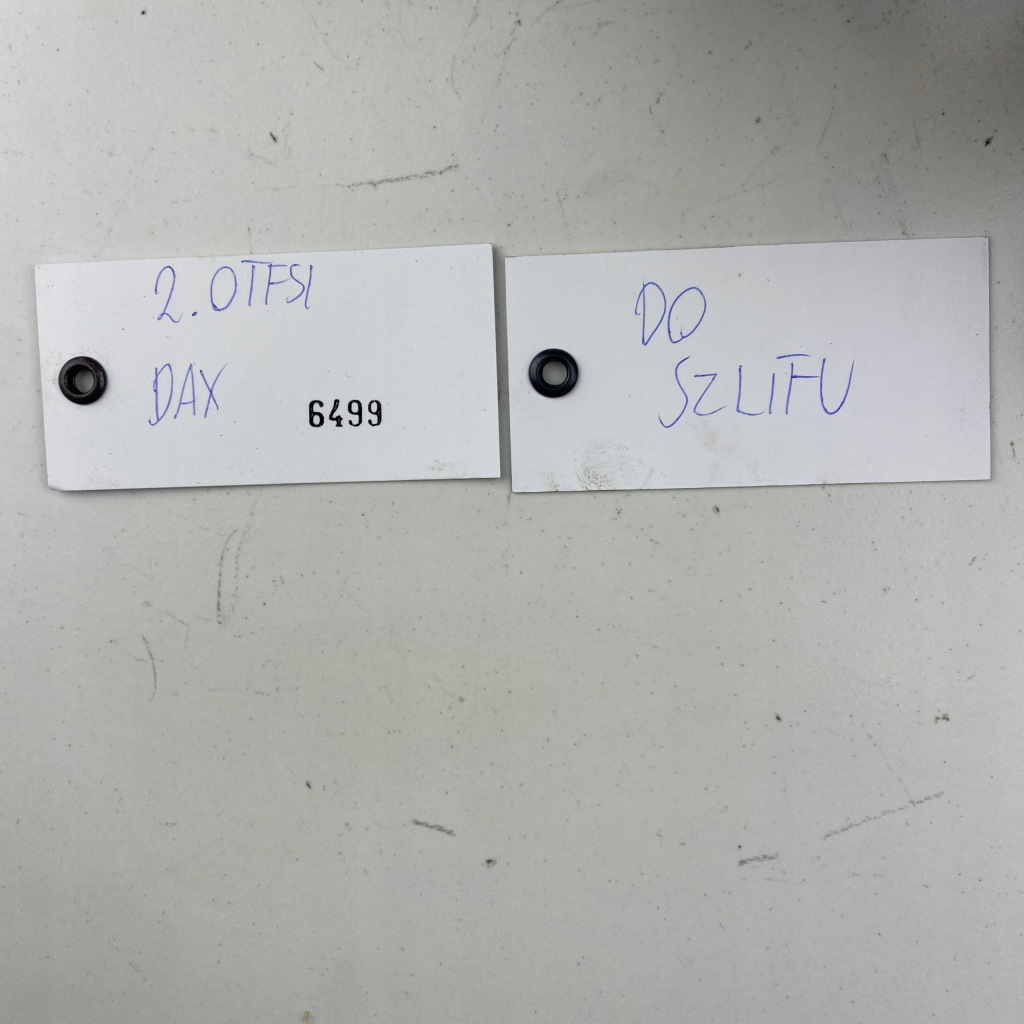 2.0TFSI
DAX
6499
DO
SZLIFU